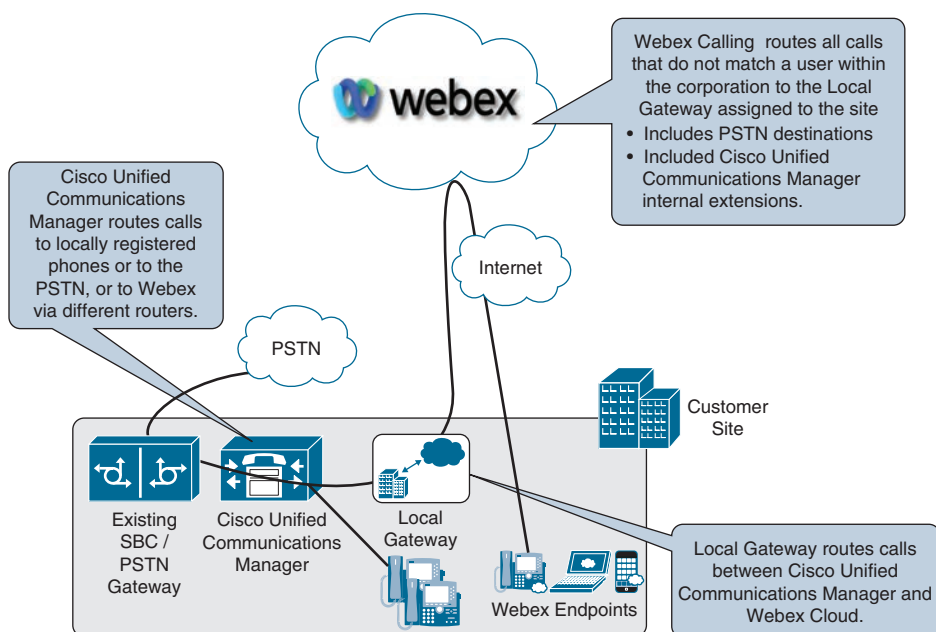 webex
Webex Calling routes all calls
that do not match a user within
the corporation to the Local
Gateway assigned to the site
• Includes PSTN destinations
• Included Cisco Unified
Communications Manager
internal extensions.
Cisco Unified
Communications
Manager routes calls
to locally registered
phones or to the
PSTN, or to Webex
via different routers.
Internet
PSTN
Customer
Site
Existing
SBC /
PSTN
Gateway
Cisco Unified
Communications
Manager
Local
Gateway
Webex Endpoints
Local Gateway routes calls
between Cisco Unified
Communications Manager and
Webex Cloud.